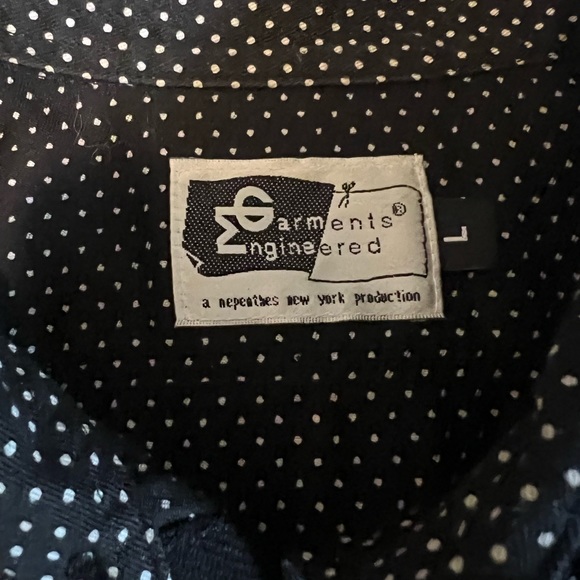 Garments®
Engineered
a nepenthes new york production
L